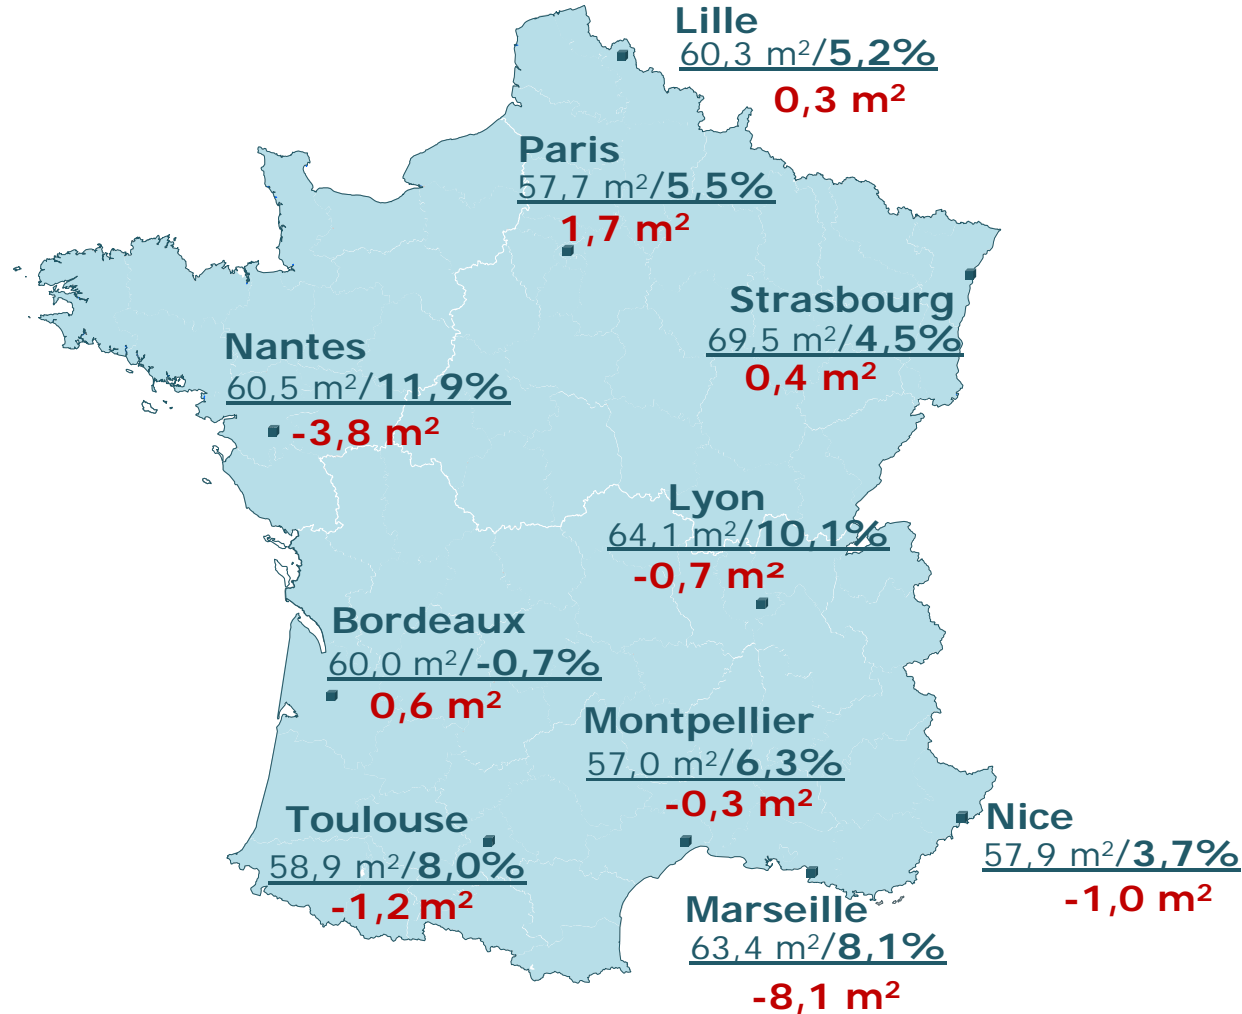 Lille
60,3 m²/5,2%
0,3 m²
Paris
57,7 m²/5,5%
1,7 m²
Strasbourg
69,5 m²/4,5%
0,4 m²
Nantes
60,5 m²/11,9%
-3,8 m²
Lyon
64,1 m²/10,1%
-0,7 m²
Bordeaux
60,0 m²/-0,7%
0,6 m²
Montpellier
57,0 m²/6,3%
-0,3 m²
Toulouse
58,9 m²/8,0%
-1,2 m²
Nice
57,9 m²/3,7%
-1,0 m²
Marseille
63,4 m²/8,1%
-8,1 m²